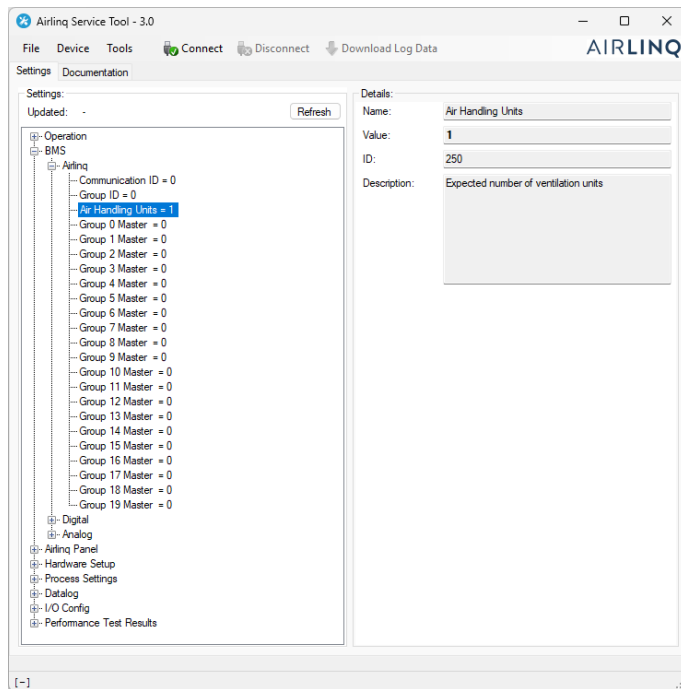 Airlinq Service Tool - 3.0
File Device Tools Connect Disconnect Download Log Data AIRLINQ
Settings Documentation
Settings:
Updated: - Refresh
Operation
BMS
Airlinq
Communication ID = 0
Group ID = 0
Air Handling Units = 1
Group 0 Master = 0
Group 1 Master = 0
Group 2 Master = 0
Group 3 Master = 0
Group 4 Master = 0
Group 5 Master = 0
Group 6 Master = 0
Group 7 Master = 0
Group 8 Master = 0
Group 9 Master = 0
Group 10 Master = 0
Group 11 Master = 0
Group 12 Master = 0
Group 13 Master = 0
Group 14 Master = 0
Group 15 Master = 0
Group 16 Master = 0
Group 17 Master = 0
Group 18 Master = 0
Group 19 Master = 0
Digital
Analog
Airlinq Panel
Hardware Setup
Process Settings
Datalog
I/O Config
Performance Test Results
Details:
Name: Air Handling Units
Value: 1
ID: 250
Description: Expected number of ventilation units
[-]